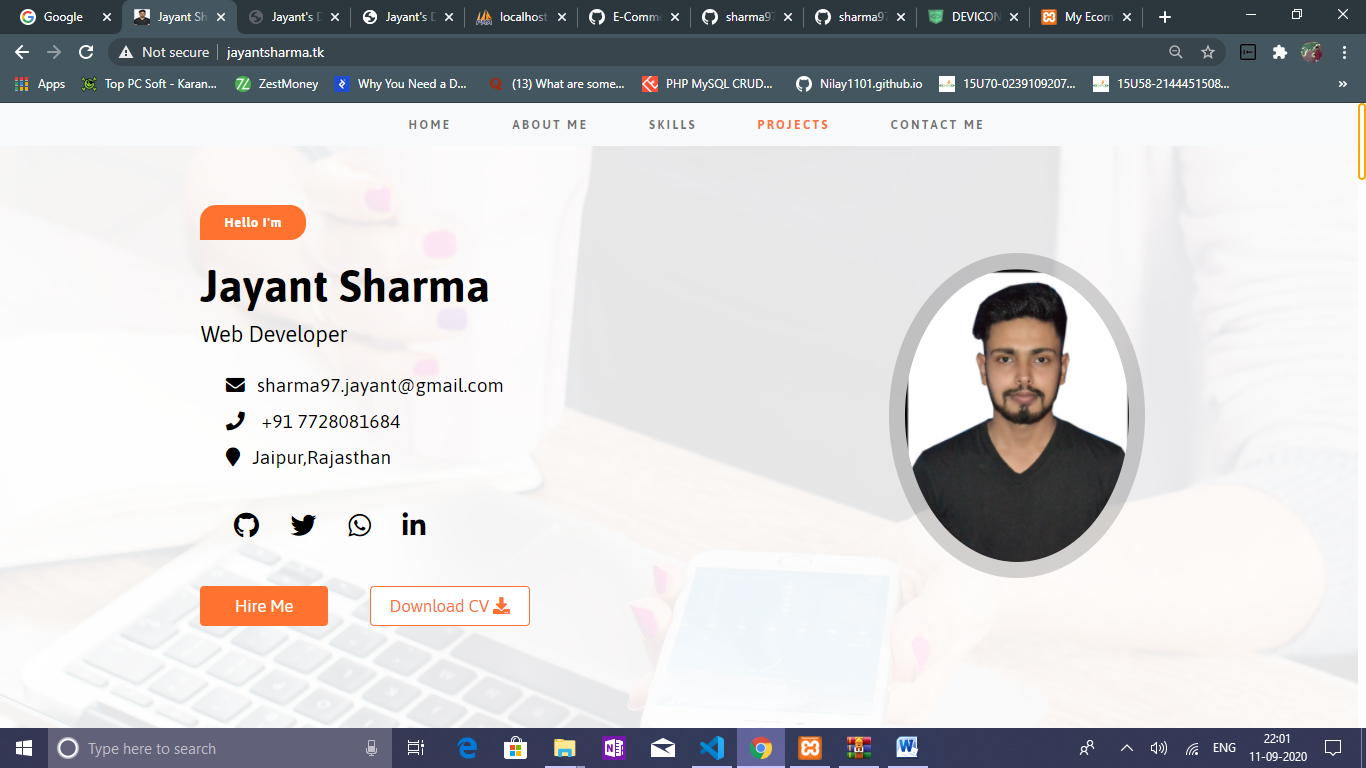 Google
Jayant Sh
Jayant's D
Jayant's D
localhost
E-Comme
sharma97
sharma97
DEVICON
My Ecom
Not secure
jayantsharma.tk
Apps
Top PC Soft - Karan...
ZestMoney
Why You Need a D...
(13) What are some...
PHP MySQL CRUD...
Nilay1101.github.io
15U70-0239109207...
15U58-2144451508...
»
HOME
ABOUT ME
SKILLS
PROJECTS
CONTACT ME
Hello I'm
Jayant Sharma
Web Developer
sharma97.jayant@gmail.com
+91 7728081684
Jaipur,Rajasthan
Hire Me
Download CV
Type here to search
ENG
22:01
11-09-2020